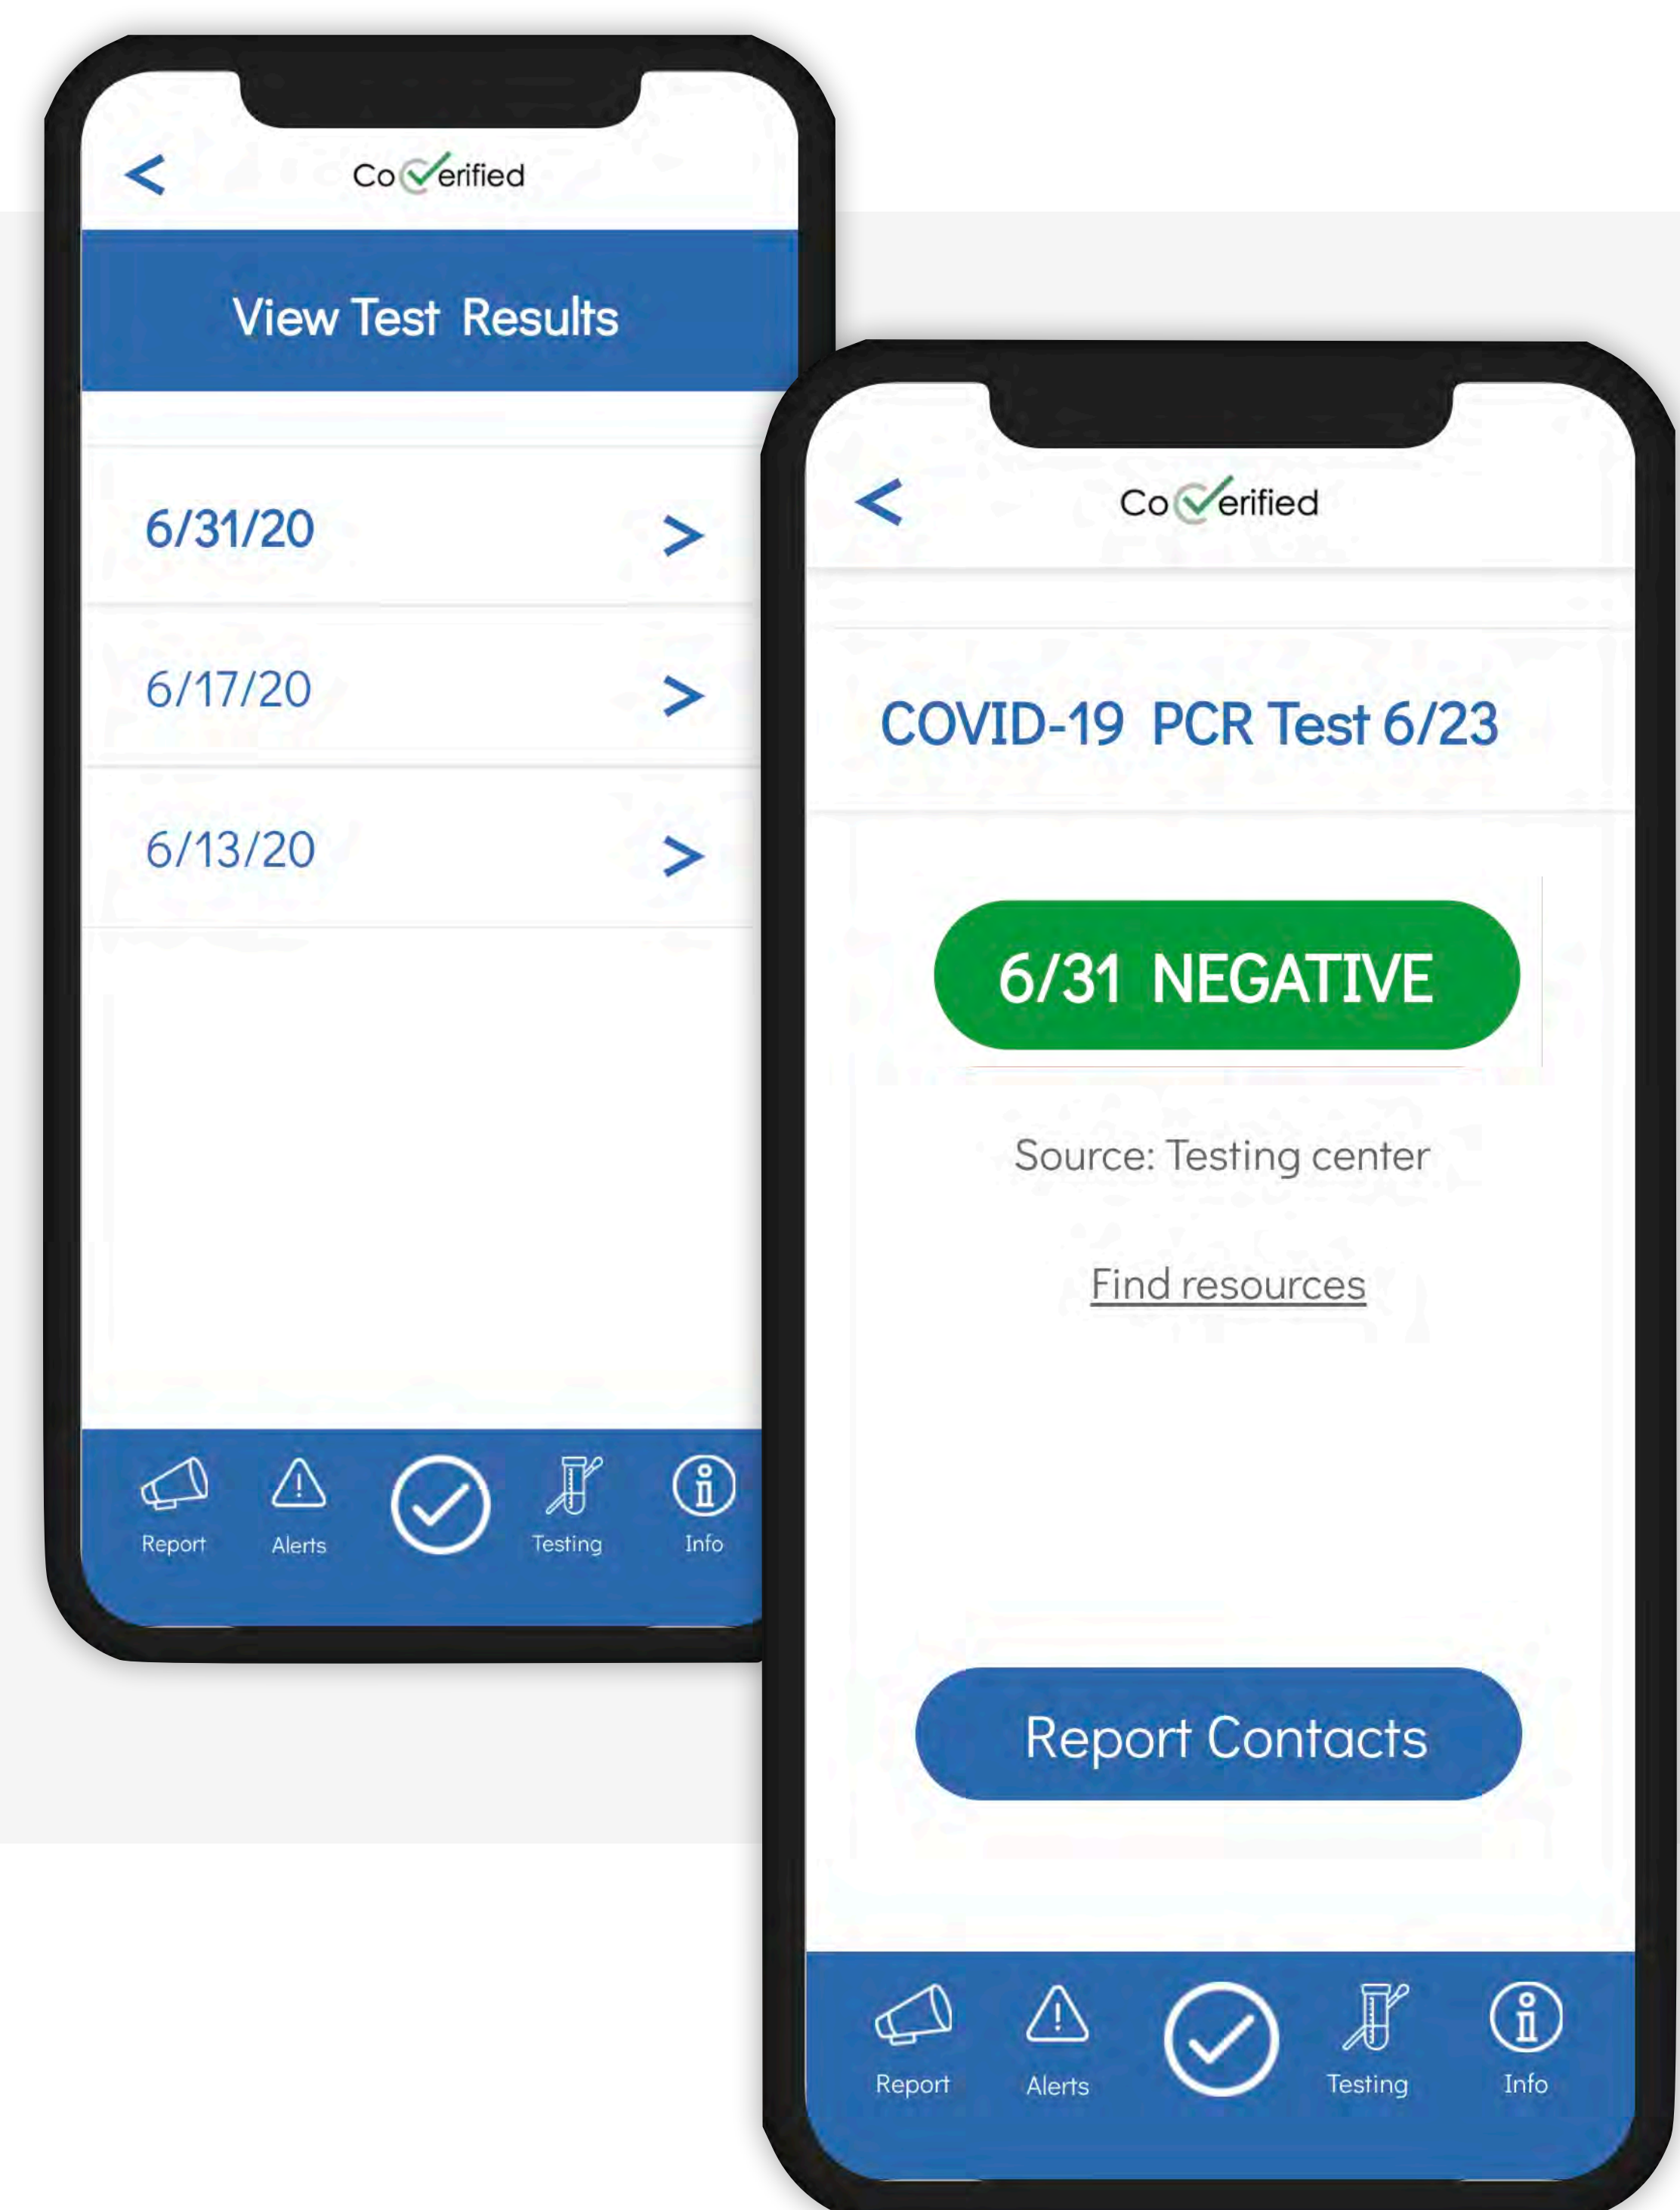 CoVerified
View Test Results
6/31/20
6/17/20
6/13/20
Report Alerts Testing Info
CoVerified
COVID-19 PCR Test 6/23
6/31 NEGATIVE
Source: Testing center
Find resources
Report Contacts
Report Alerts Testing Info